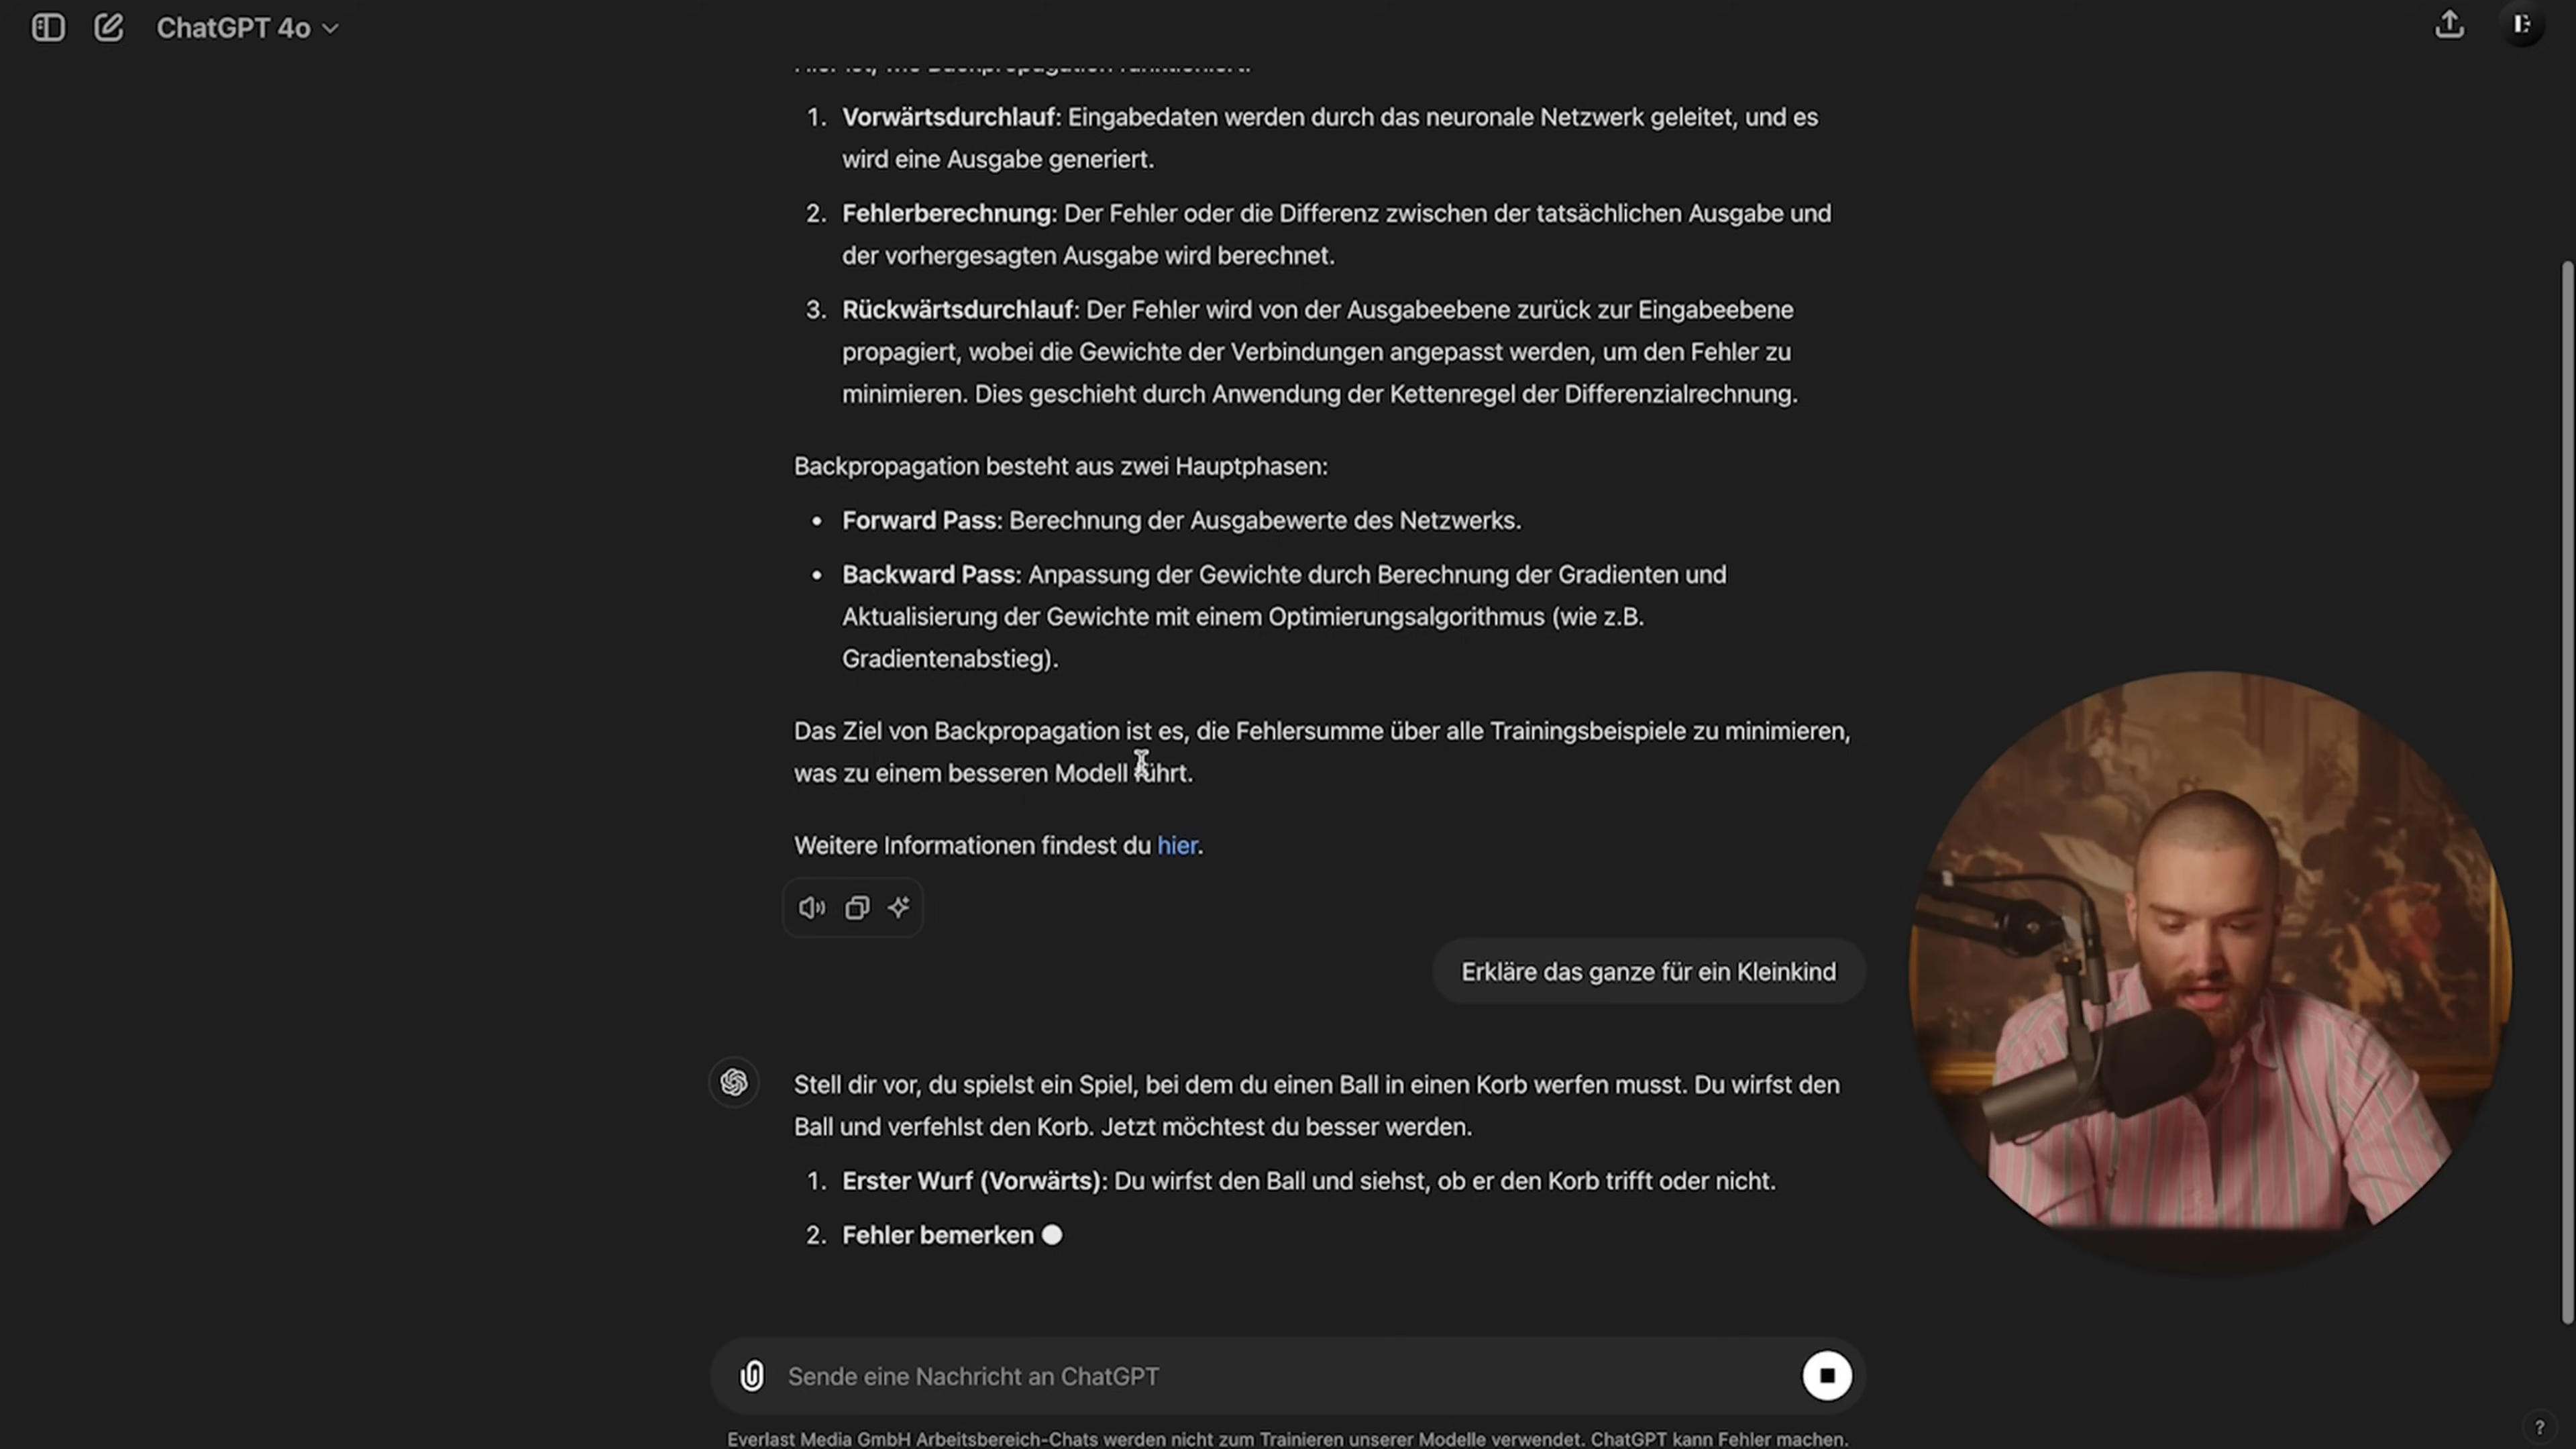 ChatGPT 4o
Hier ist, wie Backpropagation funktioniert:
1. Vorwärtsdurchlauf: Eingabedaten werden durch das neuronale Netzwerk geleitet, und es
wird eine Ausgabe generiert.
2. Fehlerberechnung: Der Fehler oder die Differenz zwischen der tatsächlichen Ausgabe und
der vorhergesagten Ausgabe wird berechnet.
3. Rückwärtsdurchlauf: Der Fehler wird von der Ausgabeebene zurück zur Eingabeebene
propagiert, wobei die Gewichte der Verbindungen angepasst werden, um den Fehler zu
minimieren. Dies geschieht durch Anwendung der Kettenregel der Differenzialrechnung.
Backpropagation besteht aus zwei Hauptphasen:
• Forward Pass: Berechnung der Ausgabewerte des Netzwerks.
• Backward Pass: Anpassung der Gewichte durch Berechnung der Gradienten und
Aktualisierung der Gewichte mit einem Optimierungsalgorithmus (wie z.B.
Gradientenabstieg).
Das Ziel von Backpropagation ist es, die Fehlersumme über alle Trainingsbeispiele zu minimieren,
was zu einem besseren Modell führt.
Weitere Informationen findest du hier.
Erkläre das ganze für ein Kleinkind
Stell dir vor, du spielst ein Spiel, bei dem du einen Ball in einen Korb werfen musst. Du wirfst den
Ball und verfehlst den Korb. Jetzt möchtest du besser werden.
1. Erster Wurf (Vorwärts): Du wirfst den Ball und siehst, ob er den Korb trifft oder nicht.
2. Fehler bemerken
Sende eine Nachricht an ChatGPT
Everlast Media GmbH Arbeitsbereich-Chats werden nicht zum Trainieren unserer Modelle verwendet. ChatGPT kann Fehler machen.
?